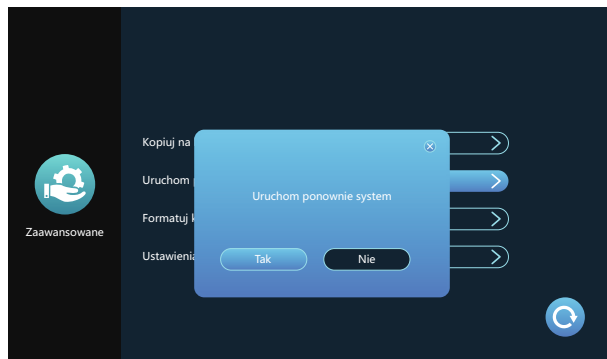 Kopiuj na
Uruchom
Uruchom ponownie system
Formatuj
Zaawansowane
Ustawienia
Tak
Nie